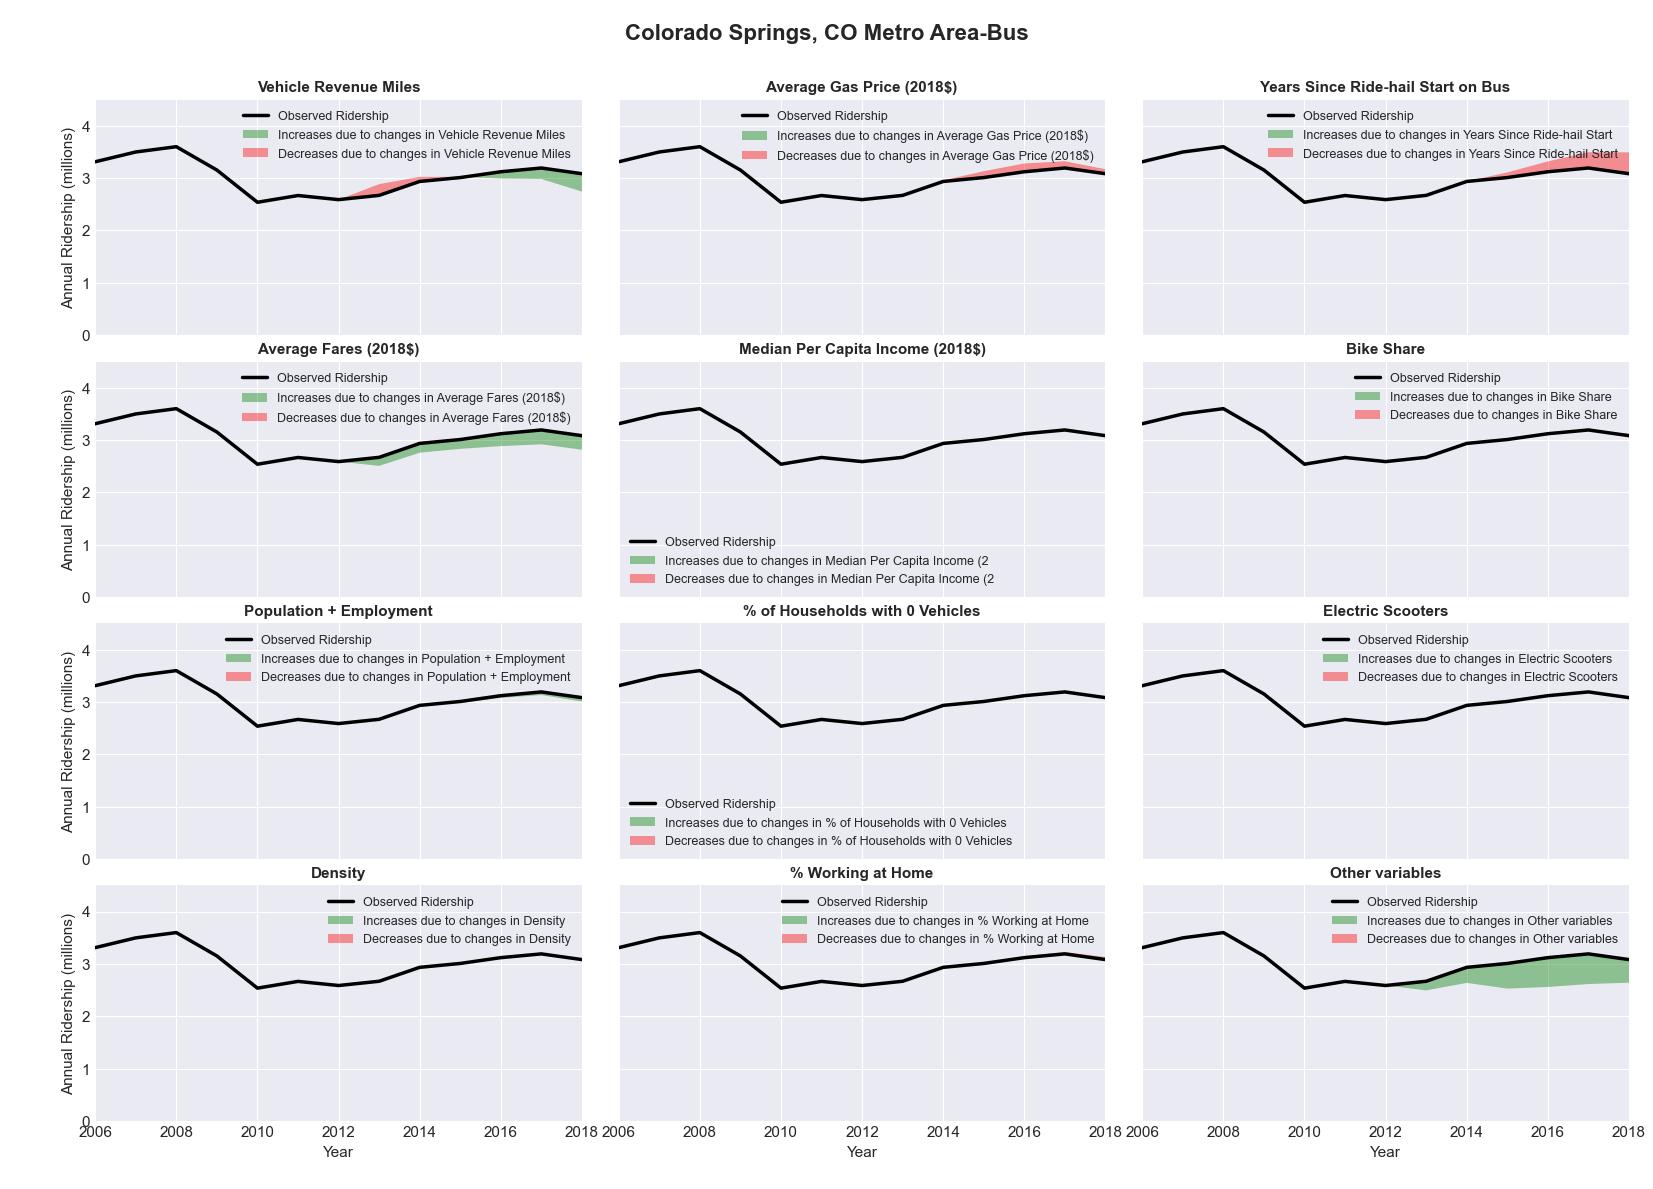 Colorado Springs, CO Metro Area-Bus
Vehicle Revenue Miles
Observed Ridership
Increases due to changes in Vehicle Revenue Miles
Decreases due to changes in Vehicle Revenue Miles
Annual Ridership (millions)
4
3
2
1
0
Average Gas Price (2018$)
Observed Ridership
Increases due to changes in Average Gas Price (2018$)
Decreases due to changes in Average Gas Price (2018$)
Years Since Ride-hail Start on Bus
Observed Ridership
Increases due to changes in Years Since Ride-hail Start
Decreases due to changes in Years Since Ride-hail Start
Average Fares (2018$)
Observed Ridership
Increases due to changes in Average Fares (2018$)
Decreases due to changes in Average Fares (2018$)
Annual Ridership (millions)
4
3
2
1
0
Median Per Capita Income (2018$)
Observed Ridership
Increases due to changes in Median Per Capita Income (2
Decreases due to changes in Median Per Capita Income (2
Bike Share
Observed Ridership
Increases due to changes in Bike Share
Decreases due to changes in Bike Share
Population + Employment
Observed Ridership
Increases due to changes in Population + Employment
Decreases due to changes in Population + Employment
Annual Ridership (millions)
4
3
2
1
0
% of Households with 0 Vehicles
Observed Ridership
Increases due to changes in % of Households with 0 Vehicles
Decreases due to changes in % of Households with 0 Vehicles
Electric Scooters
Observed Ridership
Increases due to changes in Electric Scooters
Decreases due to changes in Electric Scooters
Density
Observed Ridership
Increases due to changes in Density
Decreases due to changes in Density
Annual Ridership (millions)
4
3
2
1
0
2006 2008 2010 2012 2014 2016 2018
Year
% Working at Home
Observed Ridership
Increases due to changes in % Working at Home
Decreases due to changes in % Working at Home
2006 2008 2010 2012 2014 2016 2018
Year
Other variables
Observed Ridership
Increases due to changes in Other variables
Decreases due to changes in Other variables
2006 2008 2010 2012 2014 2016 2018
Year